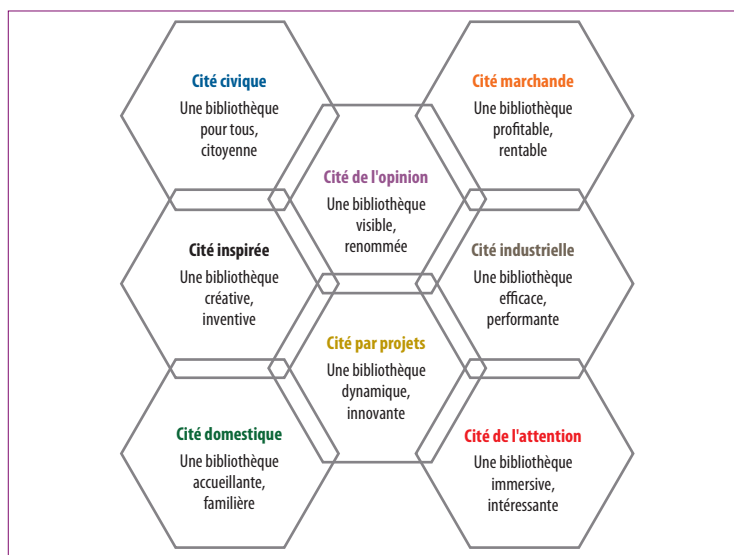 Cité civique
Une bibliothèque
pour tous,
citoyenne
Cité marchande
Une bibliothèque
profitable,
rentable
Cité de l'opinion
Une bibliothèque
visible,
renommée
Cité inspirée
Une bibliothèque
créative,
inventive
Cité industrielle
Une bibliothèque
efficace,
performante
Cité par projets
Une bibliothèque
dynamique,
innovante
Cité domestique
Une bibliothèque
accueillante,
familière
Cité de l'attention
Une bibliothèque
immersive,
intéressante